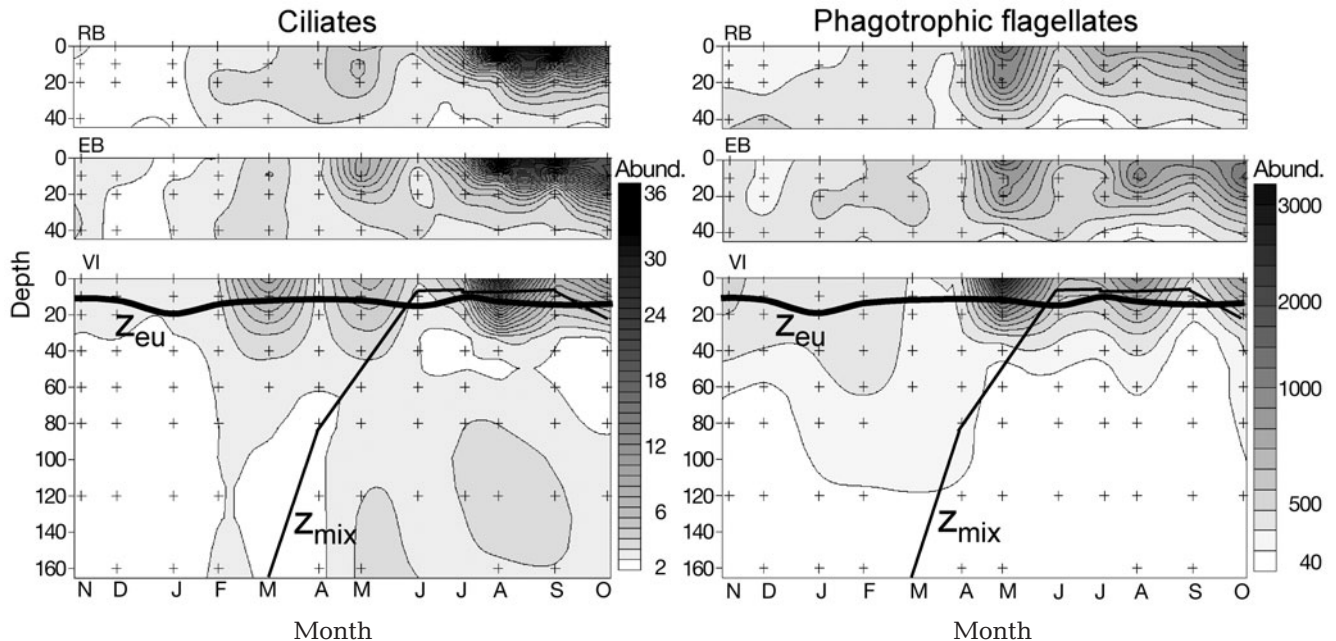 Ciliates
RB
0
20
40
EB
0
20
40
Abund.
36
30
24
18
12
6
2
VI
Depth
0
20
40
60
80
100
120
140
160
Zeu
Zmix
N D J F M A M J J A S O
Month
Phagotrophic flagellates
RB
0
20
40
EB
0
20
40
Abund.
3000
2000
1000
500
40
VI
0
20
40
60
80
100
120
140
160
Zeu
Zmix
N D J F M A M J J A S O
Month